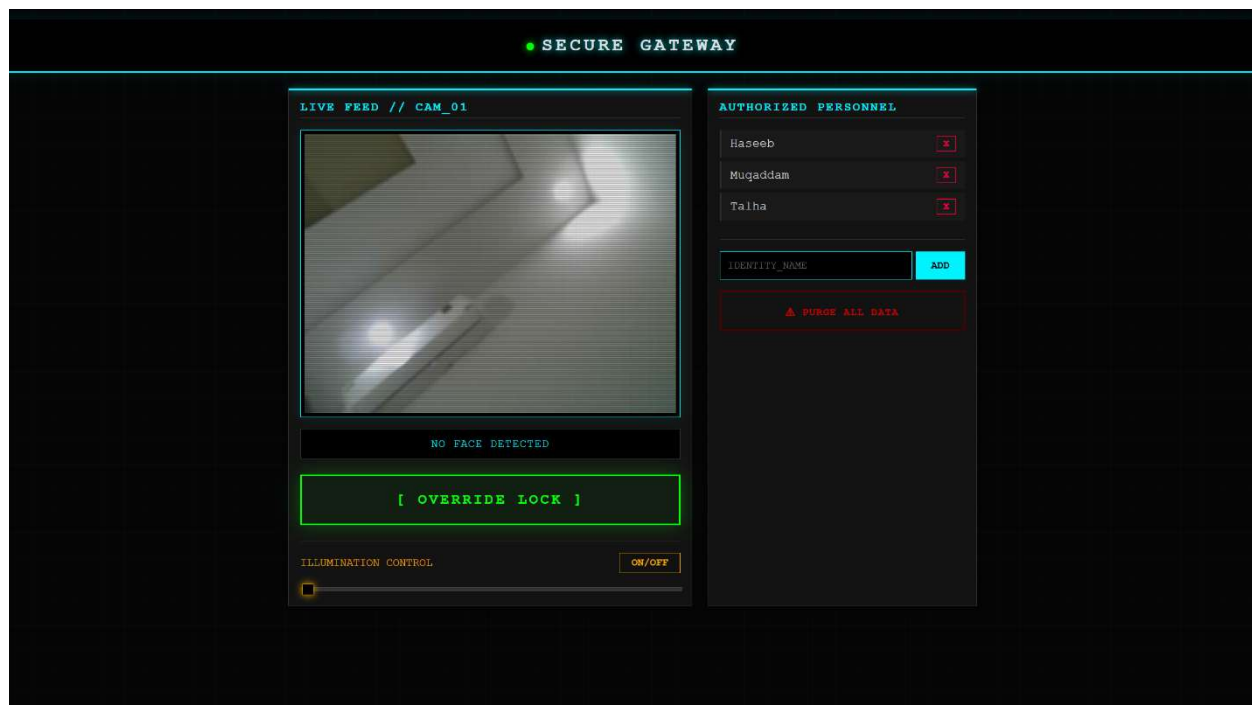 SECURE GATEWAY
LIVE FEED // CAM_01
NO FACE DETECTED
[ OVERRIDE LOCK ]
ILLUMINATION CONTROL
ON/OFF
AUTHORIZED PERSONNEL
Haseeb X
Muqaddam X
Talha X
IDENTITY_NAME ADD
⚠ PURGE ALL DATA